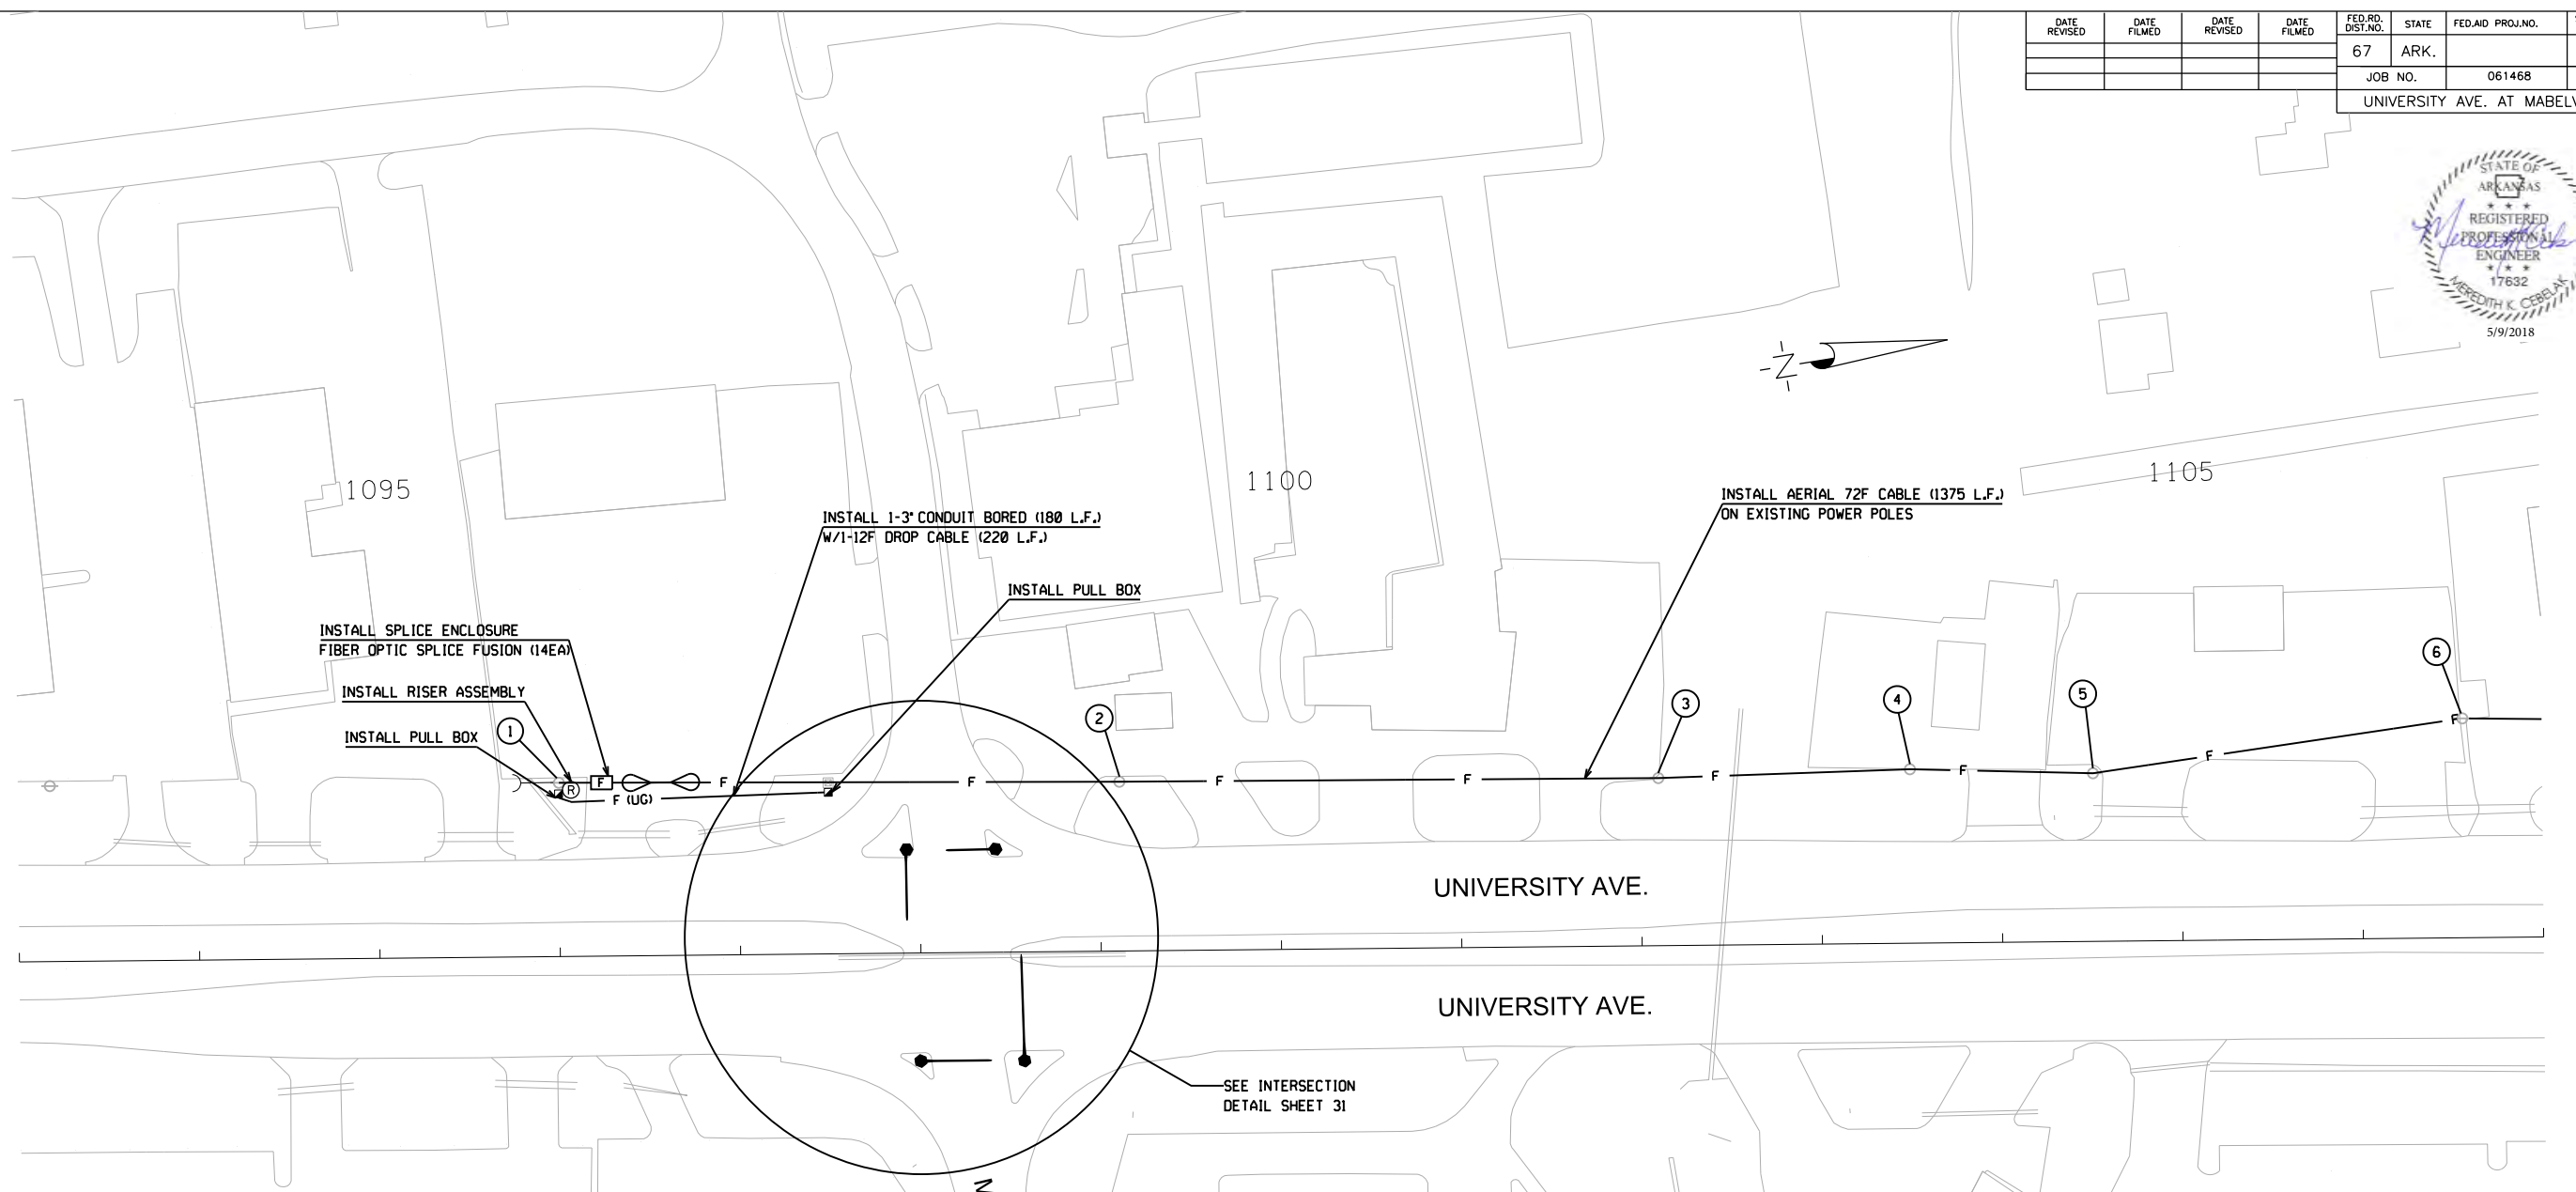 DATE REVISED
DATE FILMED
DATE REVISED
DATE FILMED
FED.RD. DIST.NO.
STATE
FED.AID PROJ.NO.
67
ARK.
JOB NO.
061468
UNIVERSITY AVE. AT
STATE OF
ARKANSAS
★ ★ ★
REGISTERED
PROFESSIONAL
ENGINEER
★ ★ ★
17632
MEREDITH K. CEBELAK
5/9/2018
N
1095
1100
1105
INSTALL 1-3" CONDUIT BORED (180 L.F.)
W/1-12F DROP CABLE (220 L.F.)
INSTALL AERIAL 72F CABLE (1375 L.F.)
ON EXISTING POWER POLES
INSTALL PULL BOX
INSTALL SPLICE ENCLOSURE
FIBER OPTIC SPLICE FUSION (14EA)
INSTALL RISER ASSEMBLY
INSTALL PULL BOX
1
2
3
4
5
6
R
F
F
F
F
F
F
F
F
F
F (UG)
UNIVERSITY AVE.
UNIVERSITY AVE.
SEE INTERSECTION
DETAIL SHEET 31